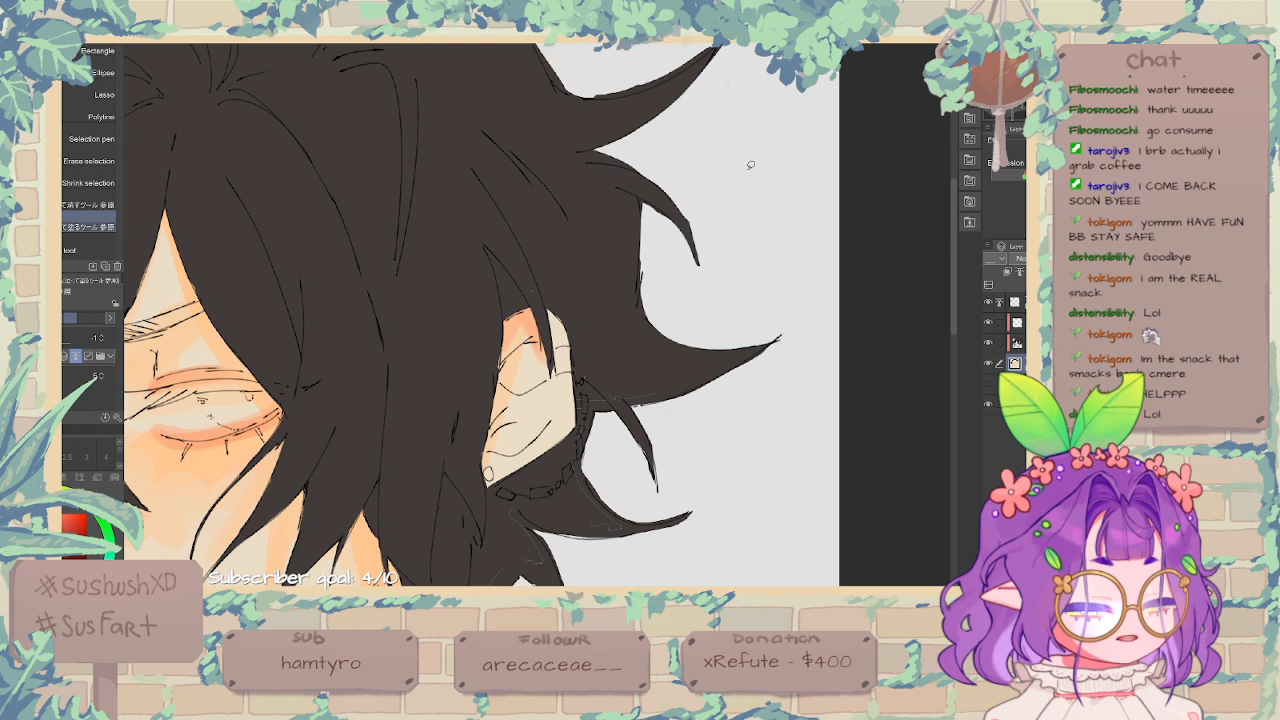 Rectangle
Ellipse
Lasso
Polyline
Selection pen
Erase selection
Shrink selection
tool
Subscriber goal: 4/10
#SushushXD
#SusFart
Sub
hamtyro
Followr
arecaceae__
Donation
xRefute - $400
chat
Fibosmoochi: water timeeeee
Fibosmoochi: thank uuuu
Fibosmoochi: go consume
tarojiv3: I brb actually i
grab coffee
tarojiv3: I COME BACK
SOON BYEEE
tokigom: yommm HAVE FUN
BB STAY SAFE
distensibility: Goodbye
tokigom: i am the REAL
snack
distensibility: Lol
tokigom:
tokigom: Im the snack that
smacks cmere
HELPPP
Lol